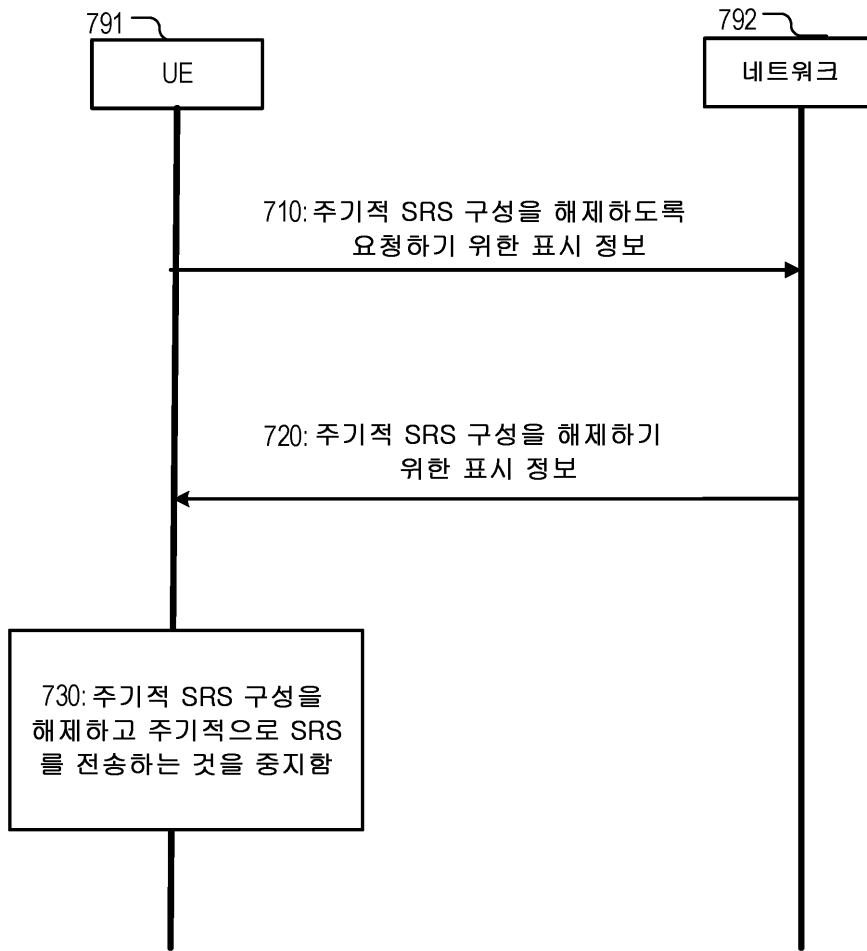 791
UE
792
네트워크
710: 주기적 SRS 구성을 해제하도록
요청하기 위한 표시 정보
720: 주기적 SRS 구성을 해제하기
위한 표시 정보
730: 주기적 SRS 구성을
해제하고 주기적으로 SRS
를 전송하는 것을 중지함